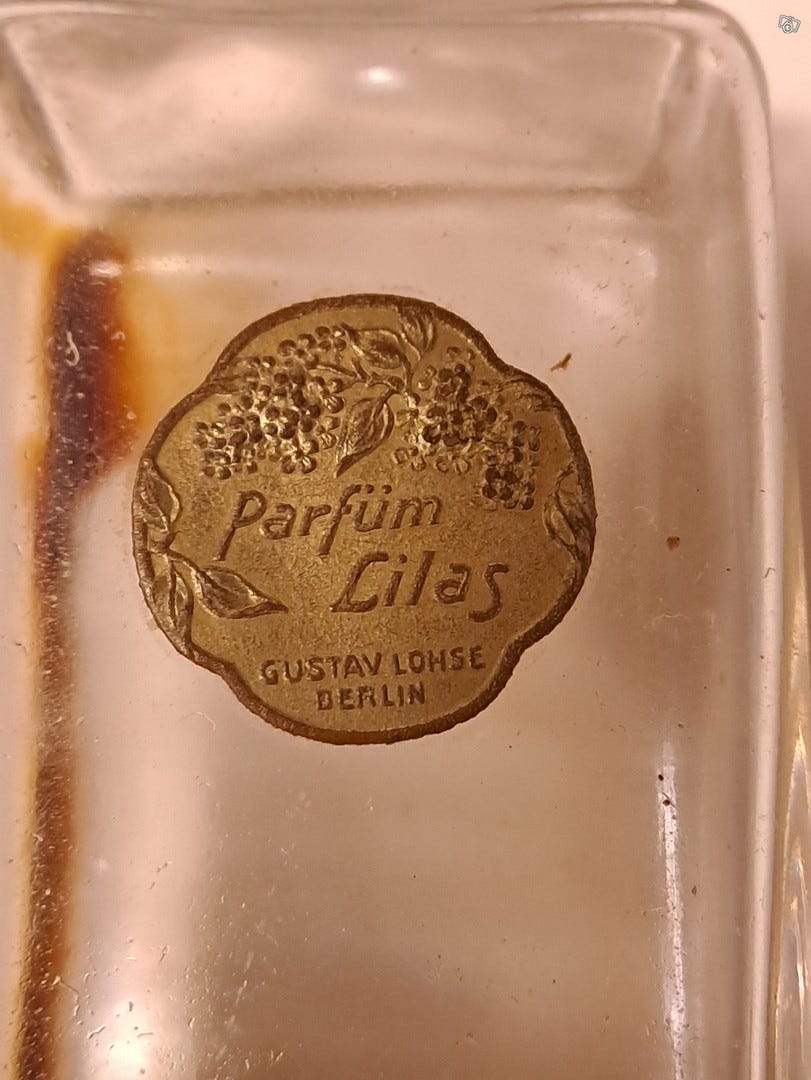 Parfüm
Lilas
GUSTAV LOHSE
BERLIN